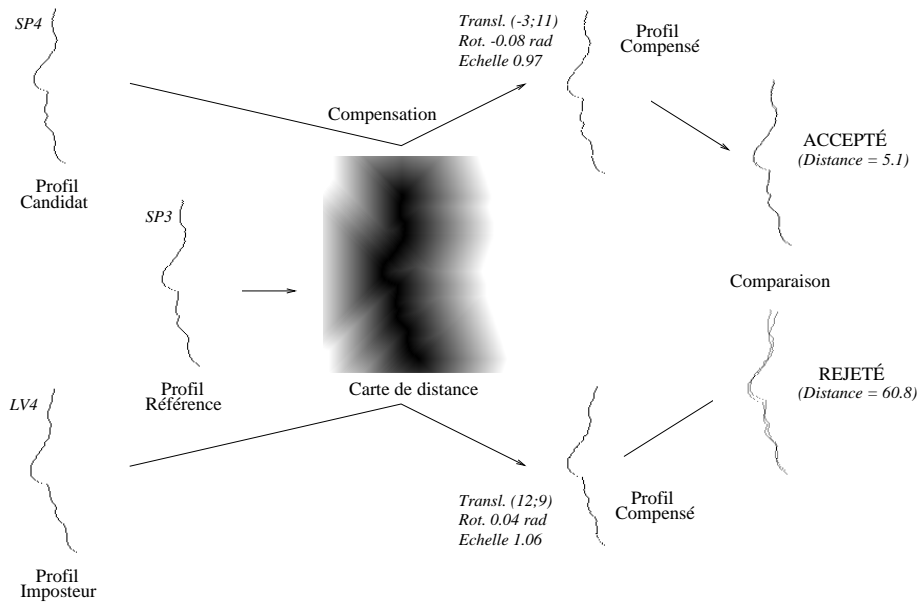 SP4
Profil
Candidat
Transl. (-3;11)
Rot. -0.08 rad
Echelle 0.97
Profil
Compensé
Compensation
ACCEPTÉ
(Distance = 5.1)
SP3
Profil
Référence
Carte de distance
Comparaison
LV4
Profil
Imposteur
Transl. (12;9)
Rot. 0.04 rad
Echelle 1.06
Profil
Compensé
REJETÉ
(Distance = 60.8)